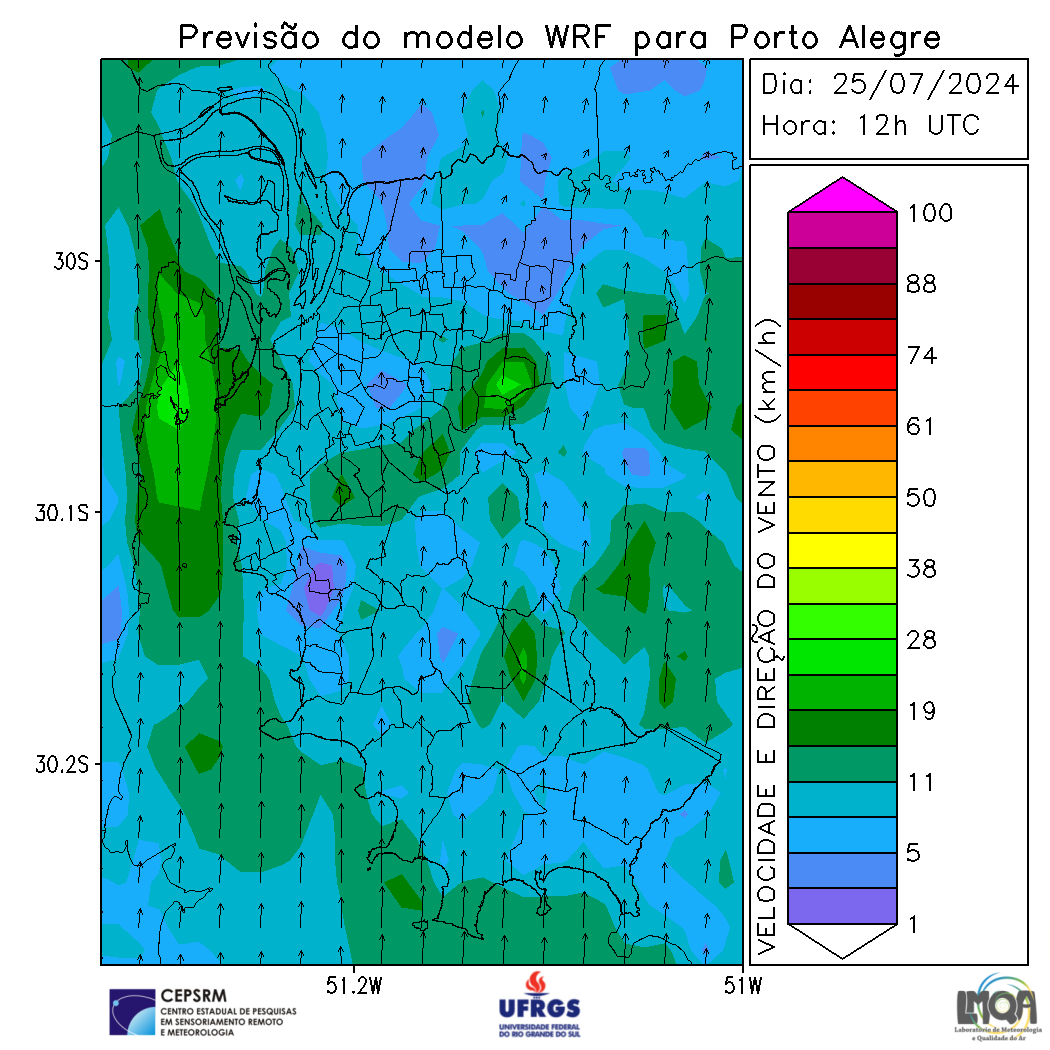 Previsão do modelo WRF para Porto Alegre
Dia: 25/07/2024
Hora: 12h UTC
30S
30.1S
30.2S
51.2W
51W
VELOCIDADE E DIREÇÃO DO VENTO (km/h)
100
88
74
61
50
38
28
19
11
5
1
CEPSRM
CENTRO ESTADUAL DE PESQUISAS
EM SENSORIAMENTO REMOTO
E METEOROLOGIA
UFRGS
UNIVERSIDADE FEDERAL
DO RIO GRANDE DO SUL
LMQA
Laboratório de Meteorologia
e Qualidade do Ar